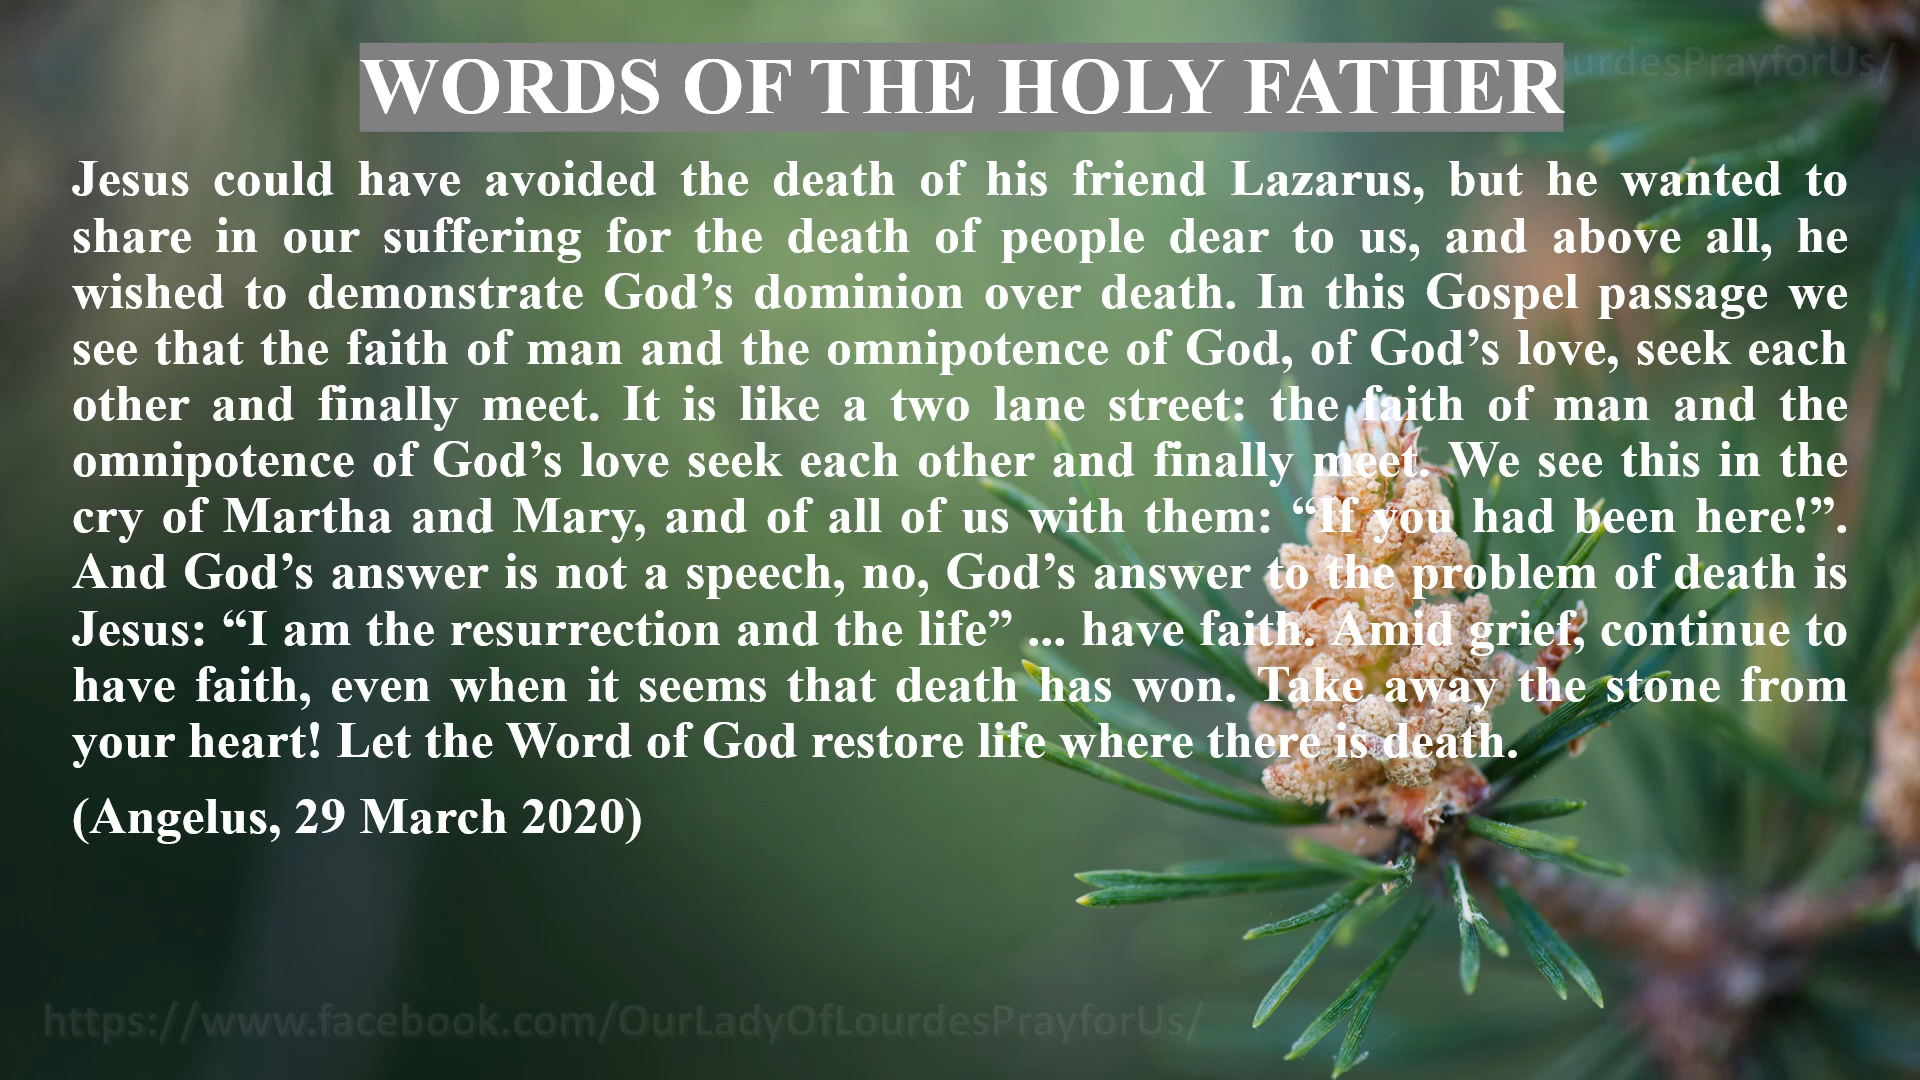 urdesPrayforUs/
WORDS OF THE HOLY FATHER
Jesus could have avoided the death of his friend Lazarus, but he wanted to
share in our suffering for the death of people dear to us, and above all, he
wished to demonstrate God’s dominion over death. In this Gospel passage we
see that the faith of man and the omnipotence of God, of God’s love, seek each
other and finally meet. It is like a two lane street: the faith of man and the
omnipotence of God’s love seek each other and finally meet. We see this in the
cry of Martha and Mary, and of all of us with them: “If you had been here!”.
And God’s answer is not a speech, no, God’s answer to the problem of death is
Jesus: “I am the resurrection and the life” ... have faith. Amid grief, continue to
have faith, even when it seems that death has won. Take away the stone from
your heart! Let the Word of God restore life where there is death.
(Angelus, 29 March 2020)
https://www.facebook.com/OurLadyOfLourdesPrayforUs/